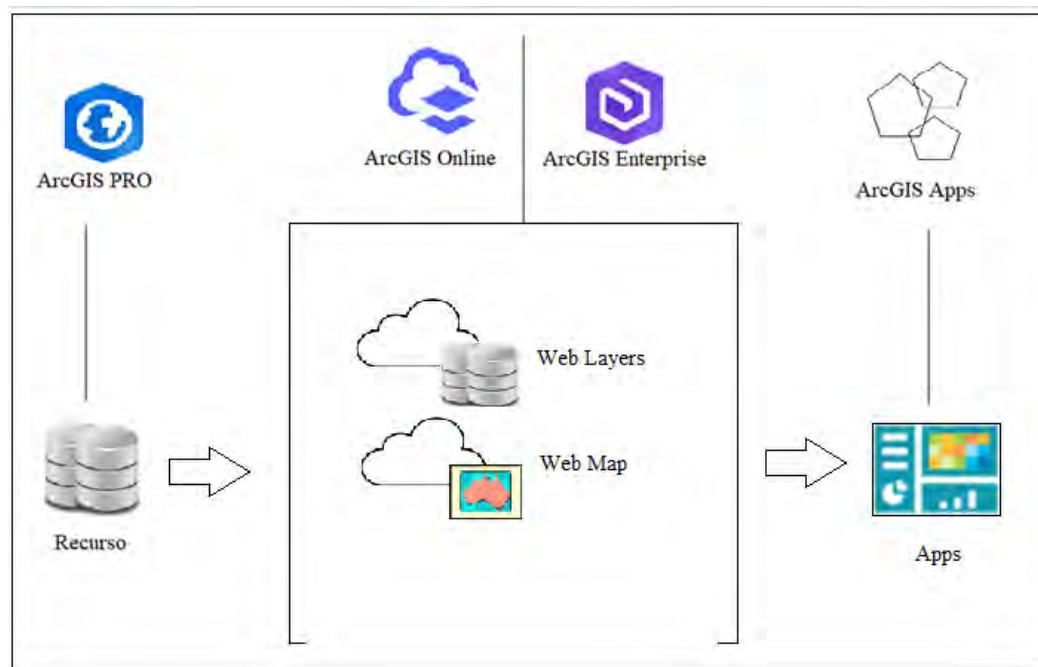 ArcGIS PRO
ArcGIS Online
ArcGIS Enterprise
ArcGIS Apps
Web Layers
Web Map
Recurso
Apps